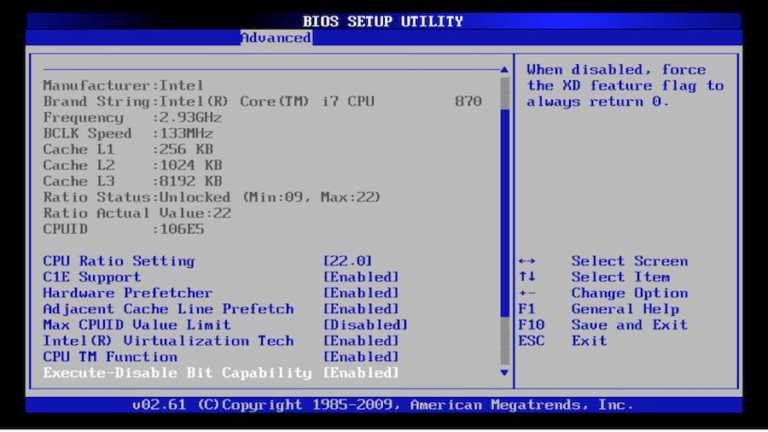 BIOS SETUP UTILITY
Advanced
Manufacturer:Intel
Brand String:Intel(R) Core(TM) i7 CPU 870
Frequency :2.93GHz
BCLK Speed :133MHz
Cache L1 :256 KB
Cache L2 :1024 KB
Cache L3 :8192 KB
Ratio Status:Unlocked (Min:09, Max:22)
Ratio Actual Value:22
CPUID :106E5
CPU Ratio Setting [22.0]
C1E Support [Enabled]
Hardware Prefetcher [Enabled]
Adjacent Cache Line Prefetch [Enabled]
Max CPUID Value Limit [Disabled]
Intel(R) Virtualization Tech [Enabled]
CPU TM Function [Enabled]
Execute-Disable Bit Capability [Enabled]
When disabled, force
the XD feature flag to
always return 0.
↔ Select Screen
↑↓ Select Item
+- Change Option
F1 General Help
F10 Save and Exit
ESC Exit
v02.61 (C)Copyright 1985-2009, American Megatrends, Inc.